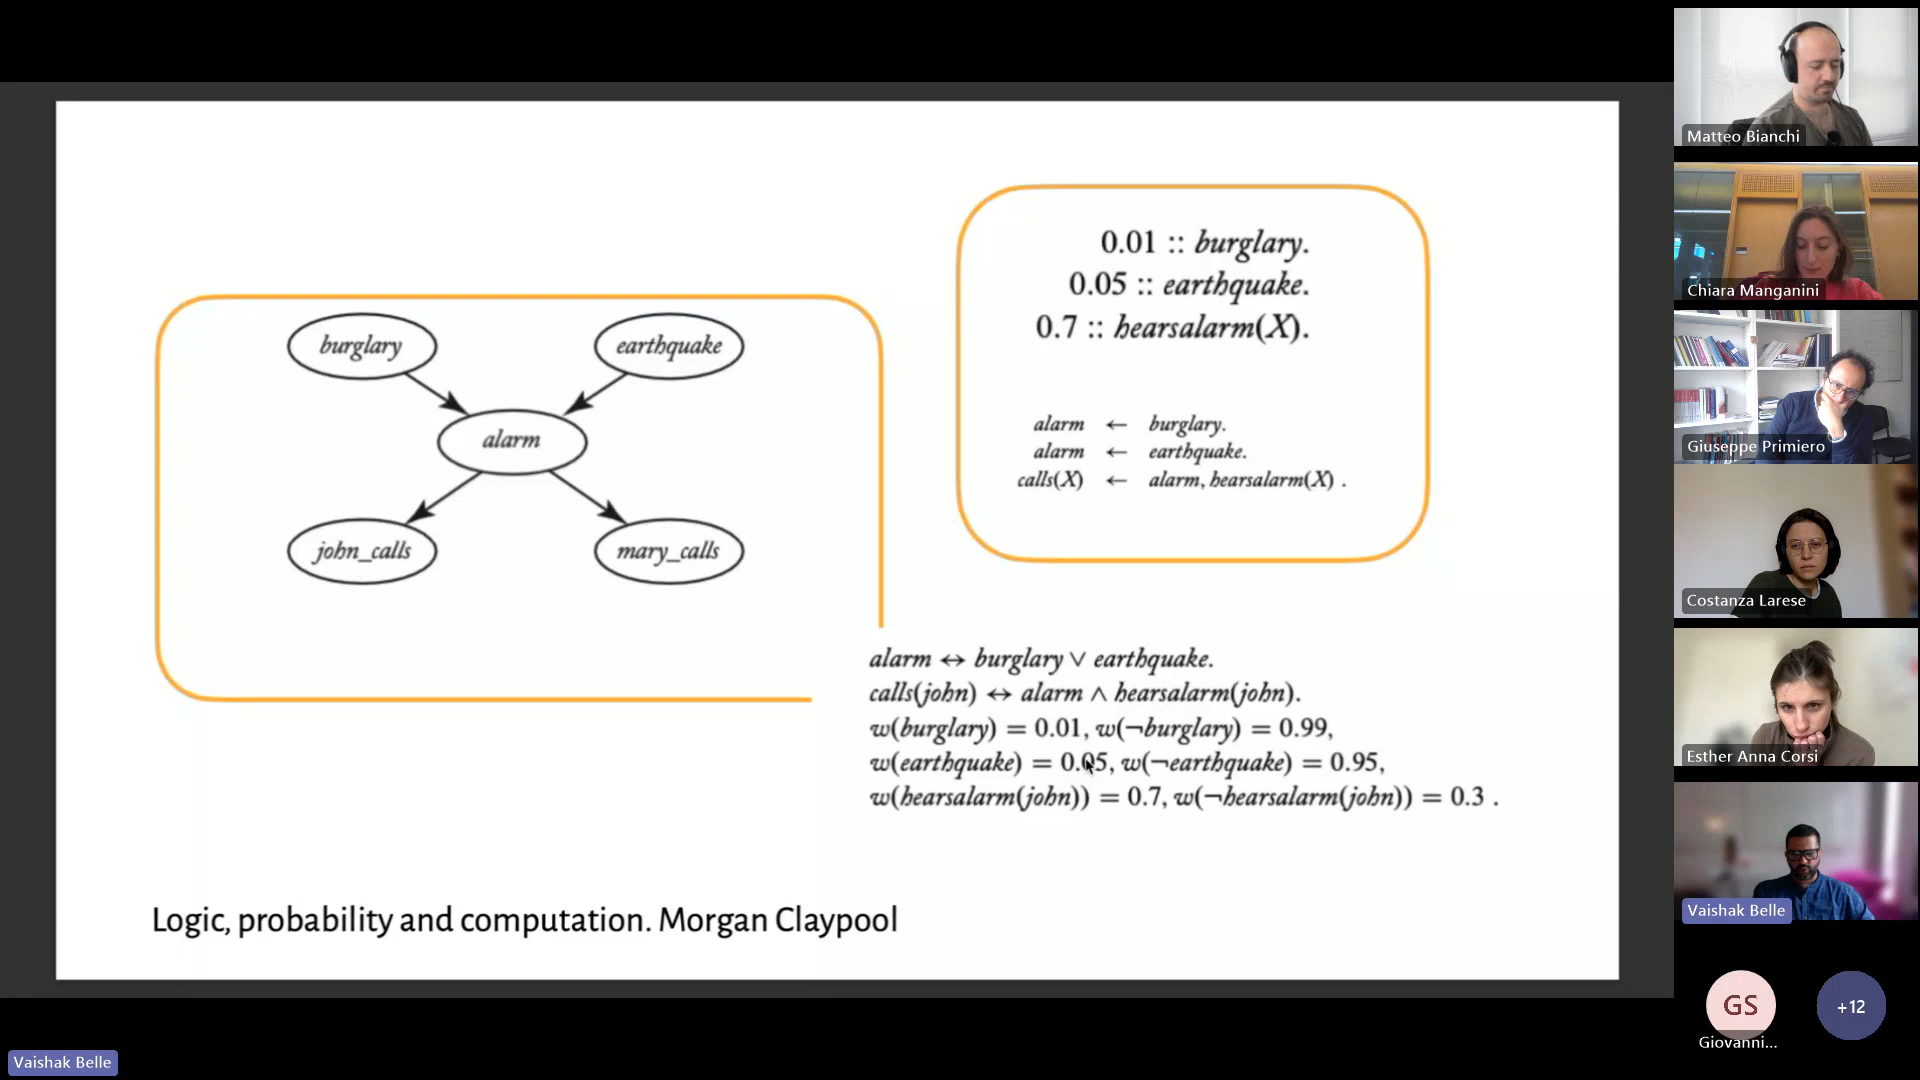 burglary
earthquake
alarm
john_calls
mary_calls
0.01 :: burglary.
0.05 :: earthquake.
0.7 :: hearsalarm(X).
alarm ← burglary.
alarm ← earthquake.
calls(X) ← alarm, hearsalarm(X) .
alarm ↔ burglary ∨ earthquake.
calls(john) ↔ alarm ∧ hearsalarm(john).
w(burglary) = 0.01, w(¬burglary) = 0.99,
w(earthquake) = 0.05, w(¬earthquake) = 0.95,
w(hearsalarm(john)) = 0.7, w(¬hearsalarm(john)) = 0.3 .
Logic, probability and computation. Morgan Claypool
Vaishak Belle
Matteo Bianchi
Chiara Manganini
Giuseppe Primiero
Costanza Larese
Esther Anna Corsi
Vaishak Belle
GS
+12
Giovanni...